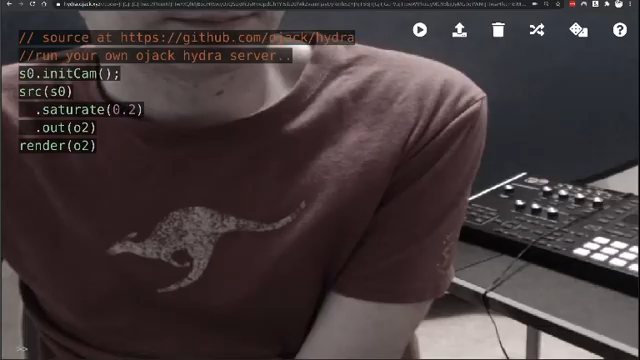 // source at https://github.com/ojack/hydra
//run your own ojack hydra server..
s0.initCam();
src(s0)
.saturate(0.2)
.out(o2)
render(o2)
>>